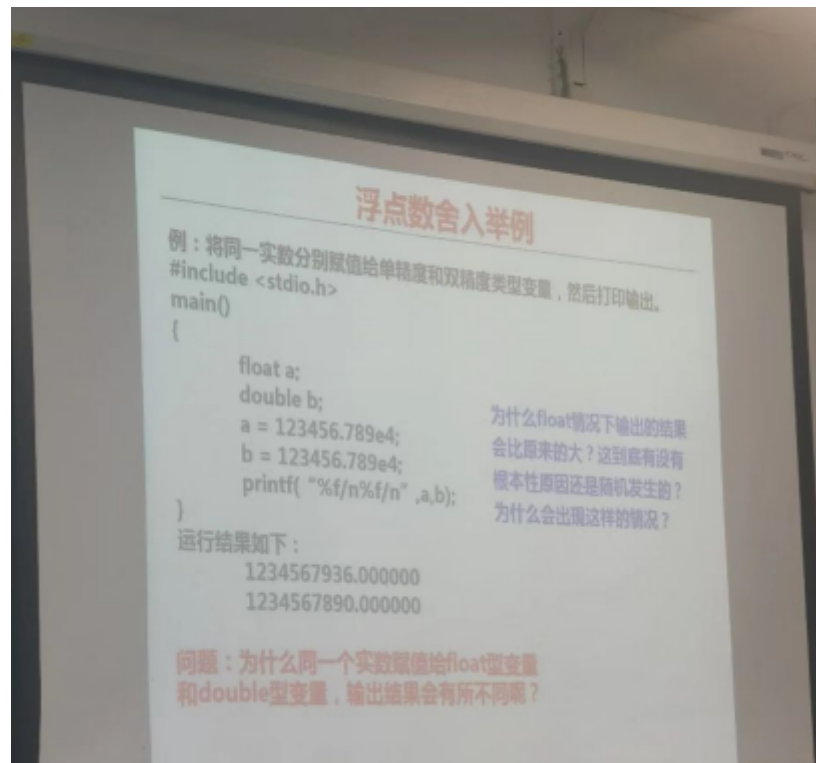 浮点数舍入举例
例：将同一实数分别赋值给单精度和双精度类型变量，然后打印输出。
#include <stdio.h>
main()
{
float a;
double b;
a = 123456.789e4;
b = 123456.789e4;
printf( "%f/n%f/n" ,a,b);
}
为什么float情况下输出的结果
会比原来的大？这到底有没有
根本性原因还是随机发生的？
为什么会出现这样的情况？
运行结果如下：
1234567936.000000
1234567890.000000
问题：为什么同一个实数赋值给float型变量
和double型变量，输出结果会有所不同呢？